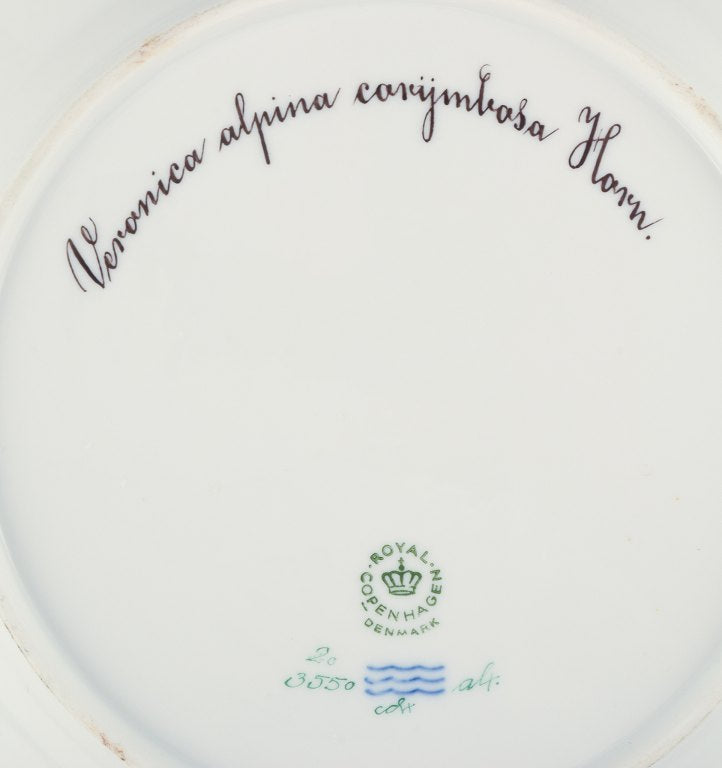 Veronica alpina corijmbosa Horn.
ROYAL COPENHAGEN
DENMARK
20
3550